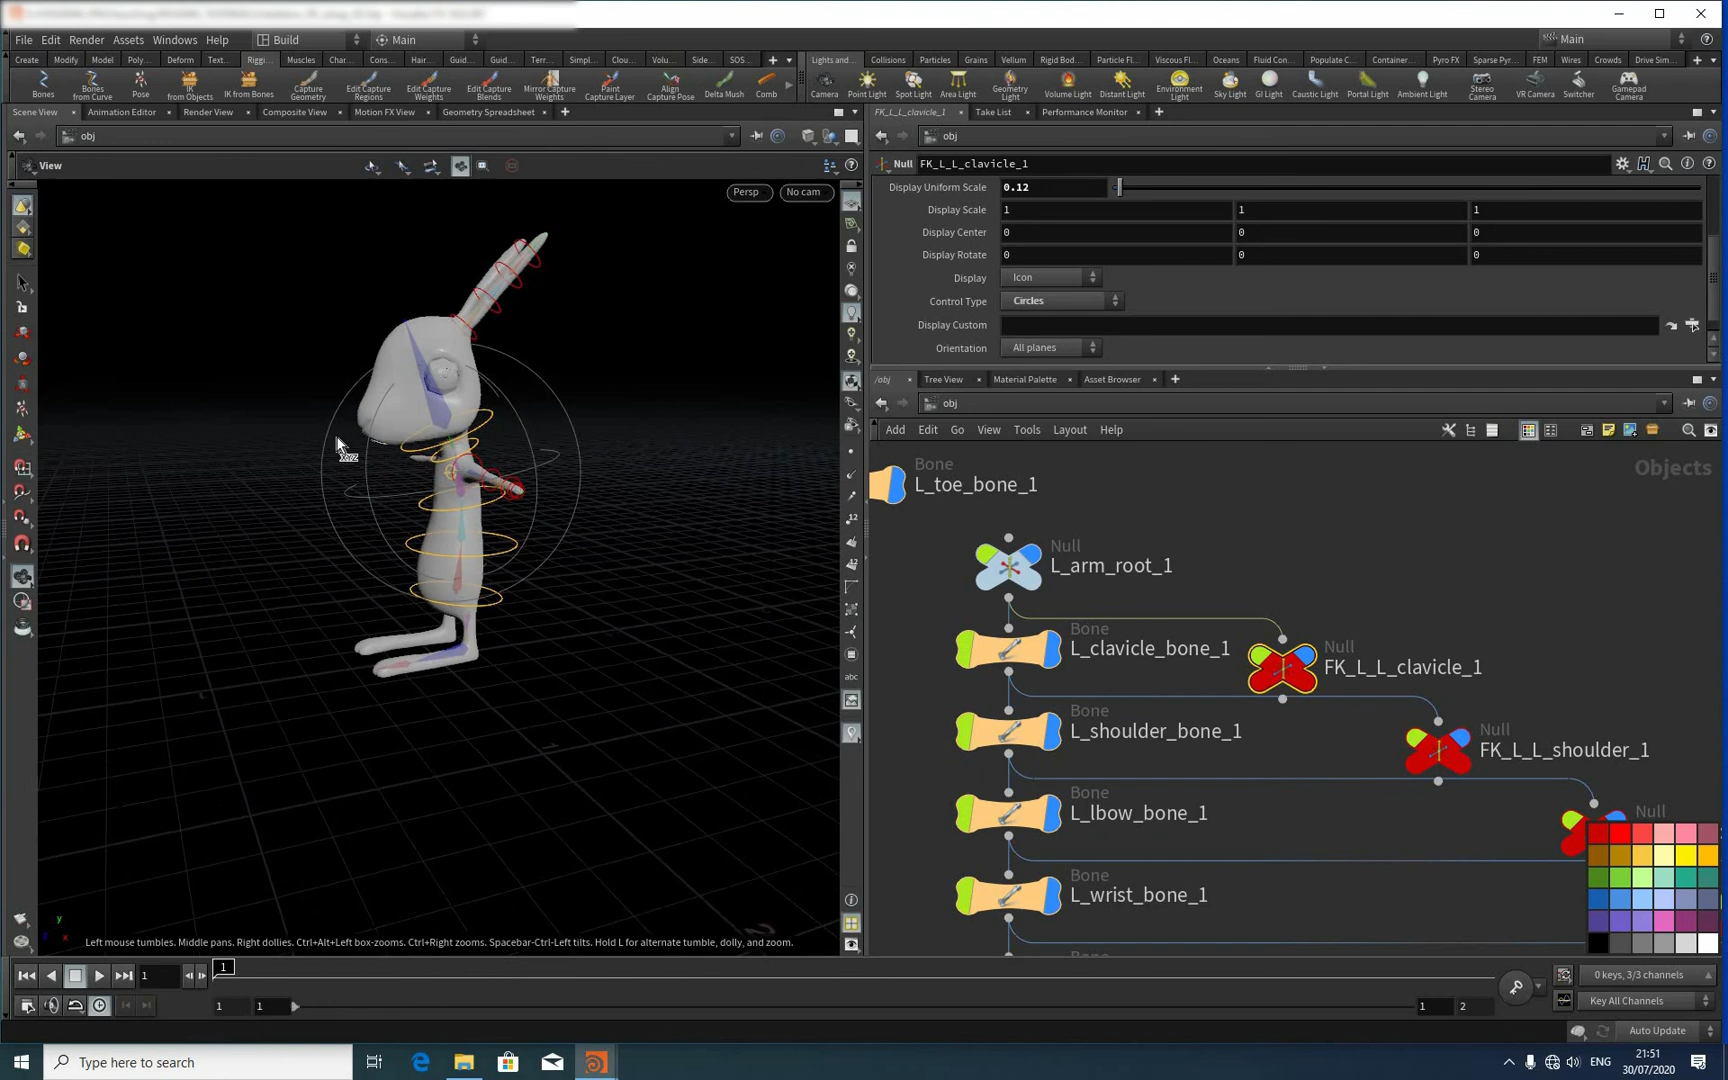 File Edit Render Assets Windows Help Build Main Main
Create Modify Model Poly... Deform Text... Riggi... Muscles Char... Cons... Hair... Guid... Guid... Terr... Simpl... Clou... Volu... Side... SOS... Lights and... Collisions Particles Grains Vellum Rigid Bod... Particle Fl... Viscous Fl... Oceans Fluid Con... Populate C... Container... Pyro FX Sparse Pyr... FEM Wires Crowds Drive Sim...
Bones Bones from Curve Pose IK from Objects IK from Bones Capture Geometry Edit Capture Regions Edit Capture Weights Edit Capture Blends Mirror Capture Weights Paint Capture Layer Align Capture Pose Delta Mush Comb Camera Point Light Spot Light Area Light Geometry Light Volume Light Distant Light Environment Light Sky Light GI Light Caustic Light Portal Light Ambient Light Stereo Camera VR Camera Switcher Gamepad Camera
Scene View Animation Editor Render View Composite View Motion FX View Geometry Spreadsheet FK_L_L_clavicle_1 Take List Performance Monitor
obj obj
View
Null FK_L_L_clavicle_1
Persp No cam
Display Uniform Scale 0.12
Display Scale 1 1 1
Display Center 0 0 0
Display Rotate 0 0 0
Display Icon
Control Type Circles
Display Custom
Orientation All planes
/obj Tree View Material Palette Asset Browser
obj
Add Edit Go View Tools Layout Help
Objects
Bone
L_toe_bone_1
Null
L_arm_root_1
Bone
L_clavicle_bone_1
Null
FK_L_L_clavicle_1
Bone
L_shoulder_bone_1
Null
FK_L_L_shoulder_1
Bone
L_lbow_bone_1
Null
Bone
L_wrist_bone_1
Bone
abc
Left mouse tumbles. Middle pans. Right dollies. Ctrl+Alt+Left box-zooms. Ctrl+Right zooms. Spacebar-Ctrl-Left tilts. Hold L for alternate tumble, dolly, and zoom.
1 1 0 keys, 3/3 channels
1 1 1 2 Key All Channels
Auto Update
Type here to search
ENG 21:51
30/07/2020